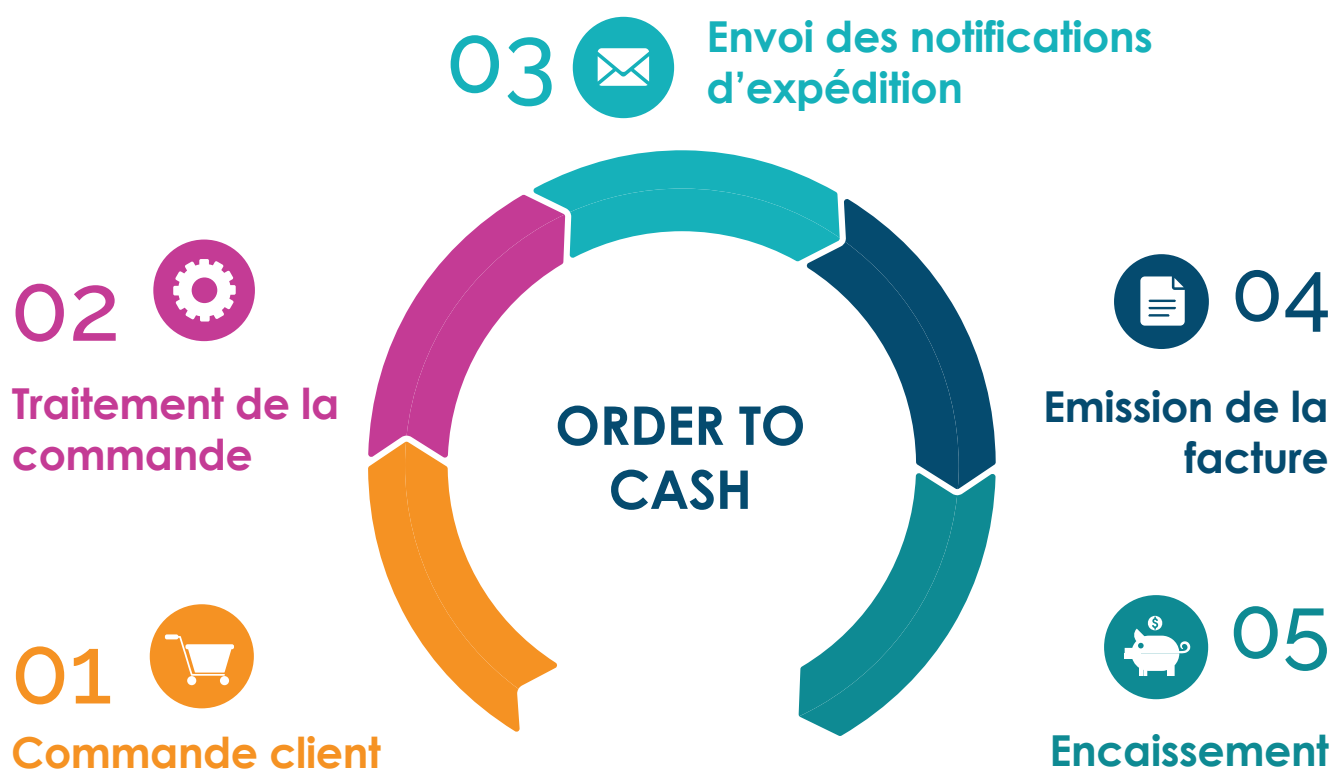 03
Envoi des notifications
d’expédition
02
Traitement de la
commande
01
Commande client
ORDER TO
CASH
04
Emission de la
facture
$
05
Encaissement